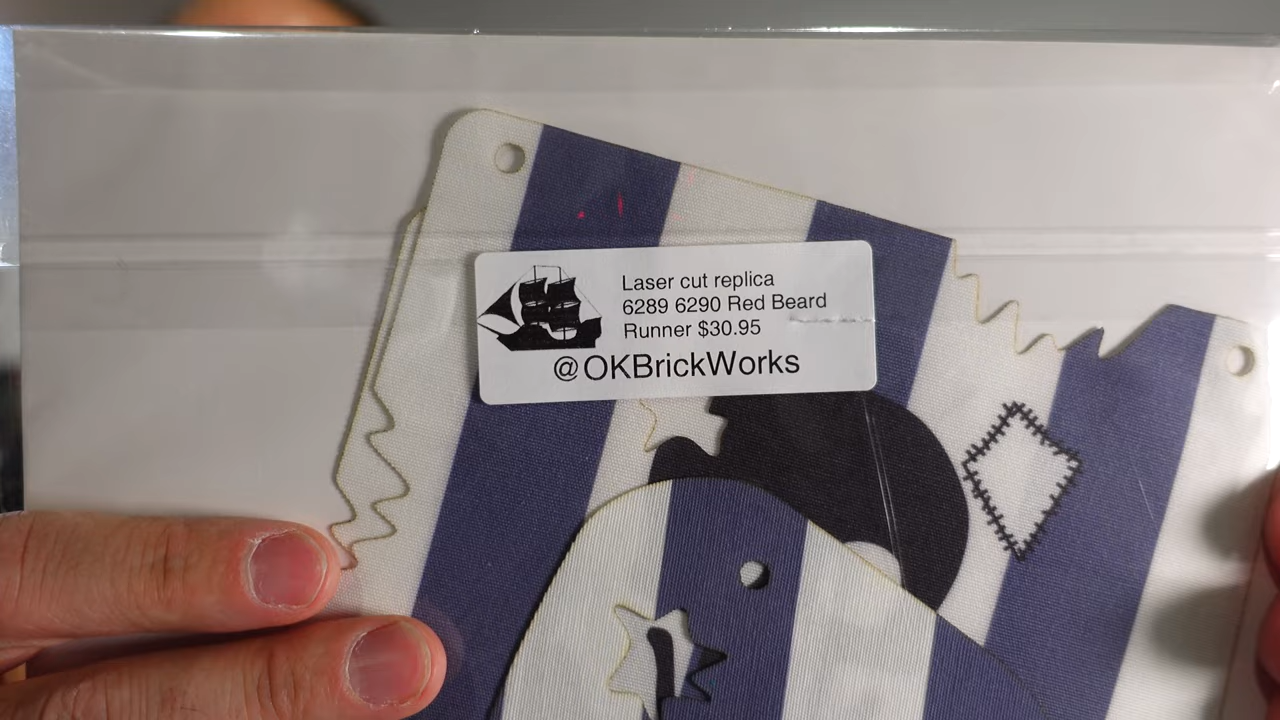 Laser cut replica
6289 6290 Red Beard
Runner $30.95
@OKBrickWorks